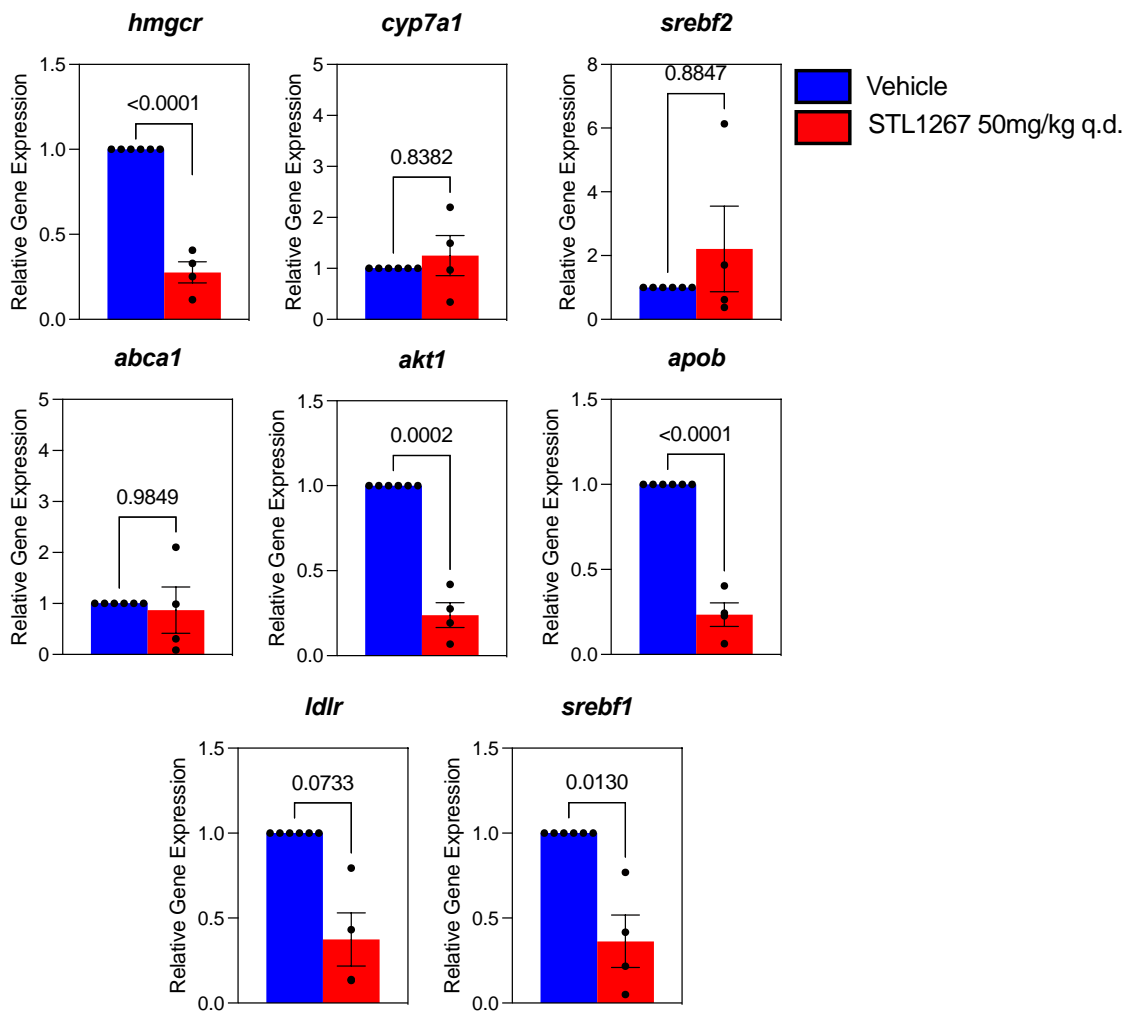 hmgcr
cyp7a1
srebf2
Relative Gene Expression
1.5
1.0
0.5
0.0
<0.0001
Relative Gene Expression
5
4
3
2
1
0
0.8382
Relative Gene Expression
8
6
4
2
0
0.8847
Vehicle
STL1267 50mg/kg q.d.
abca1
akt1
apob
Relative Gene Expression
5
4
3
2
1
0
0.9849
Relative Gene Expression
1.5
1.0
0.5
0.0
0.0002
Relative Gene Expression
1.5
1.0
0.5
0.0
<0.0001
ldlr
srebf1
Relative Gene Expression
1.5
1.0
0.5
0.0
0.0733
Relative Gene Expression
1.5
1.0
0.5
0.0
0.0130